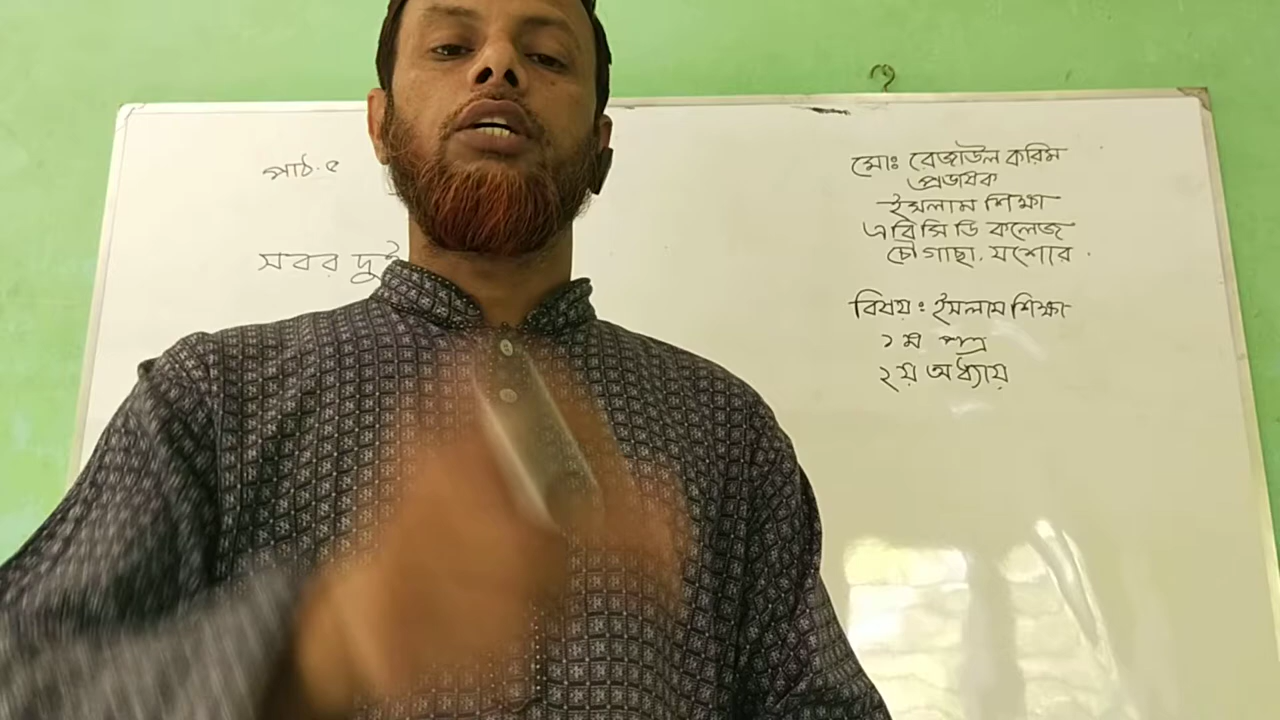 পাঠ.৫
সবর দুই
মোঃ রেজাউল করিম
প্রভাষক
ইসলাম শিক্ষা
এবিসিডি কলেজ
চৌগাছা, যশোর.
বিষয়ঃ ইসলাম শিক্ষা
১ম পত্র
২য় অধ্যায়